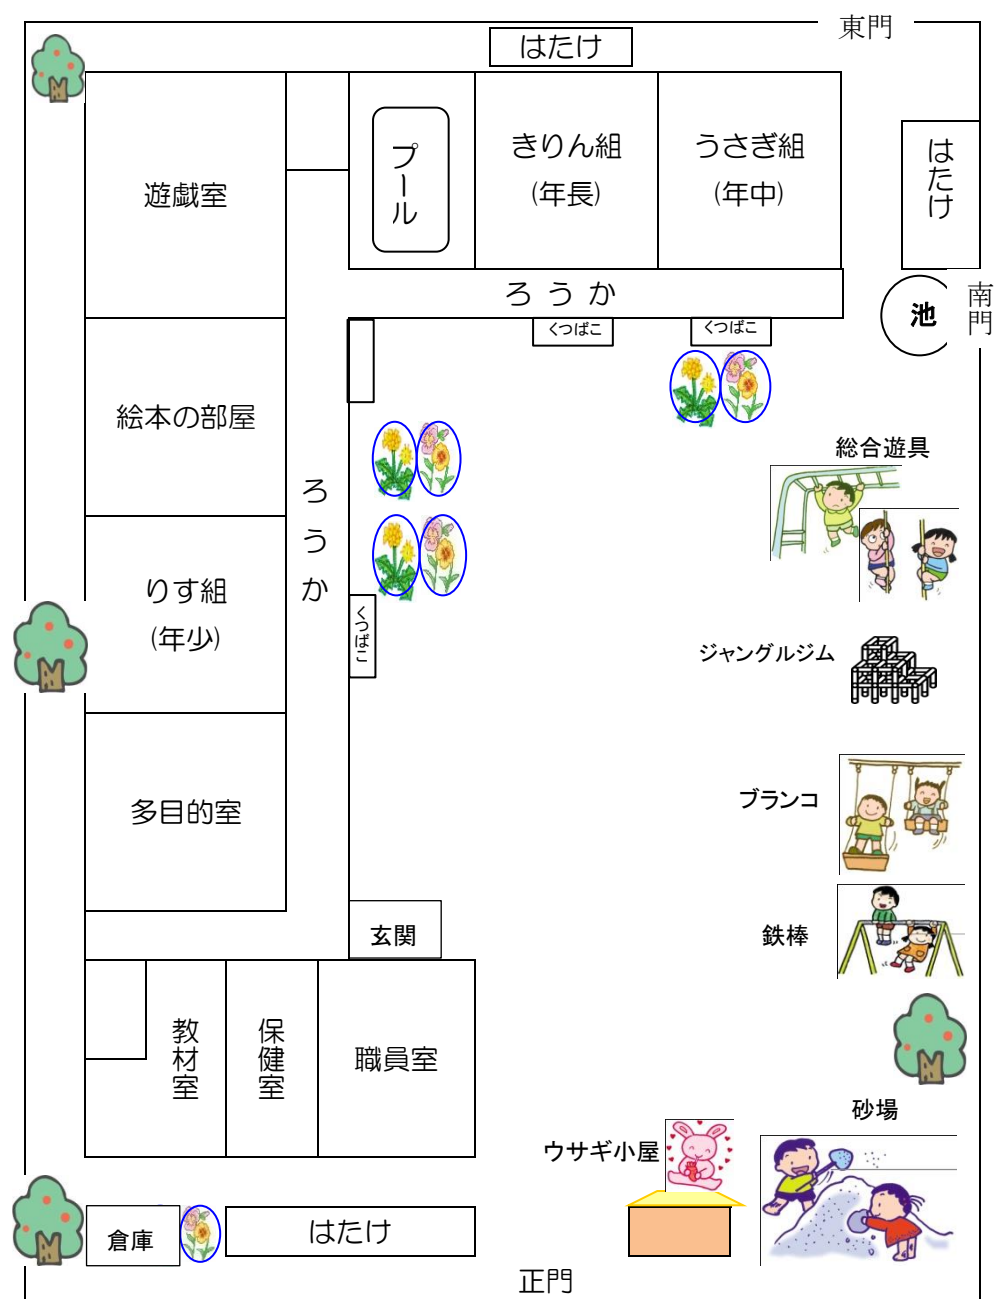 東門
はたけ
遊戯室
プール
きりん組
(年長)
うさぎ組
(年中)
はたけ
ろうか
池
南門
くつばこ
くつばこ
絵本の部屋
総合遊具
ろうか
りす組
(年少)
くつばこ
ジャングルジム
多目的室
ブランコ
玄関
鉄棒
教材室
保健室
職員室
砂場
ウサギ小屋
倉庫
はたけ
正門